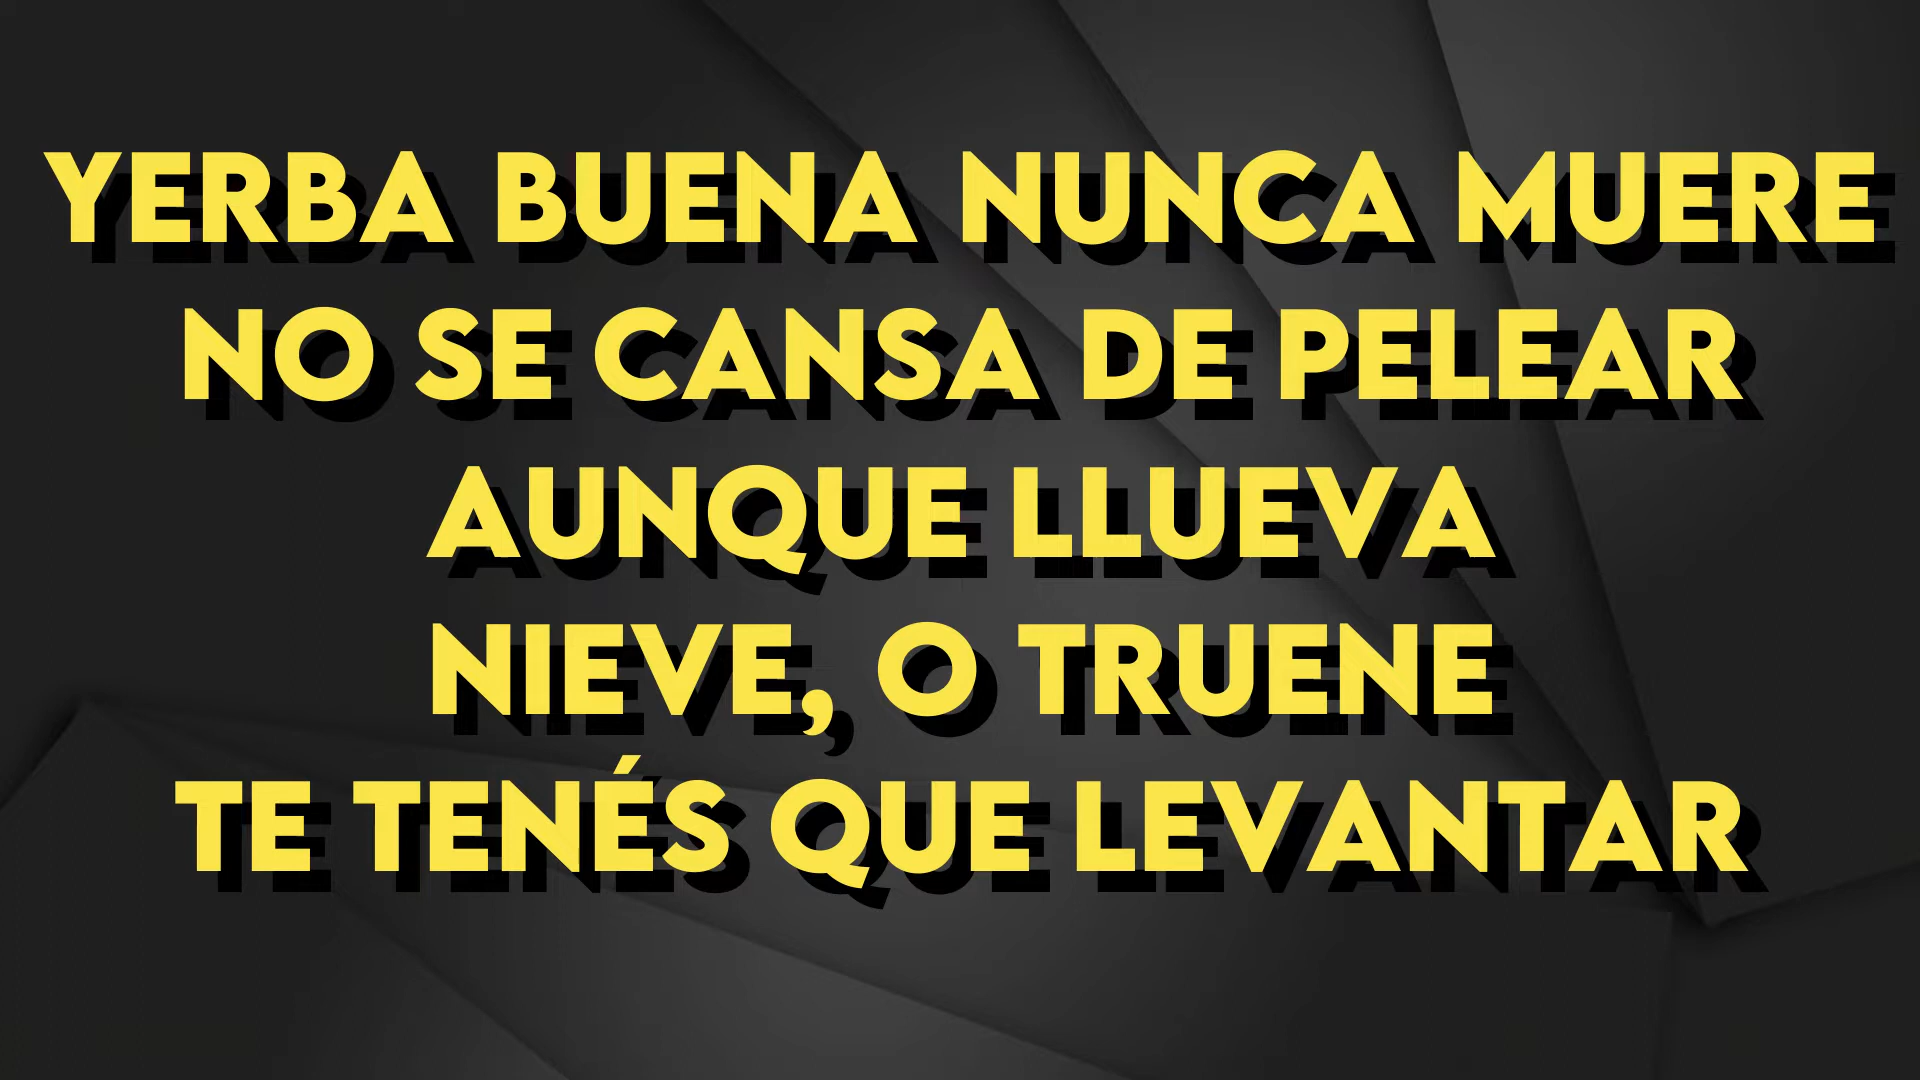 YERBA BUENA NUNCA MUERE
NO SE CANSA DE PELEAR
AUNQUE LLUEVA
NIEVE, O TRUENE
TE TENÉS QUE LEVANTAR